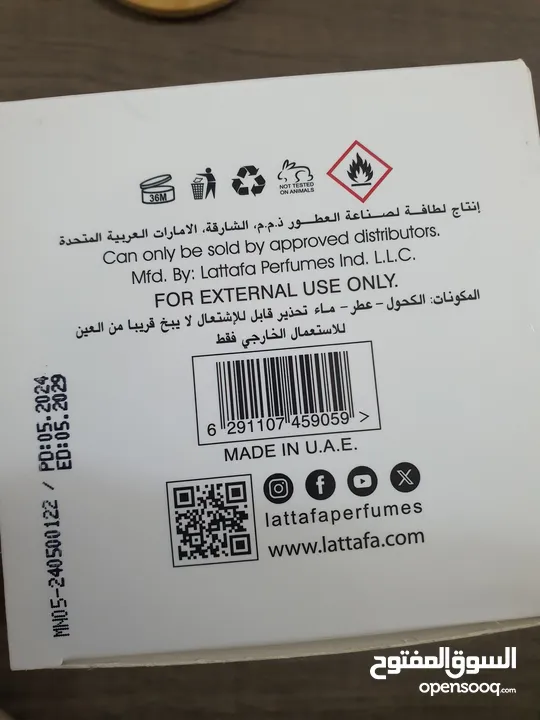 36M
NOT TESTED
ON ANIMALS
إنتاج لطافة لصناعة العطور ذ.م.م، الشارقة، الامارات العربية المتحدة
Can only be sold by approved distributors.
Mfd. By: Lattafa Perfumes Ind. L.L.C.
FOR EXTERNAL USE ONLY.
المكونات: الكحول - عطر - ماء تحذير قابل للإشتعال لا يبخ قريبا من العين
للاستعمال الخارجي فقط
6 291107 459059 >
MADE IN U.A.E.
lattafaperfumes
www.lattafa.com
MN05-240500122 / PD:05.2024
ED:05.2029
السوق المفتوح
opensooq.com